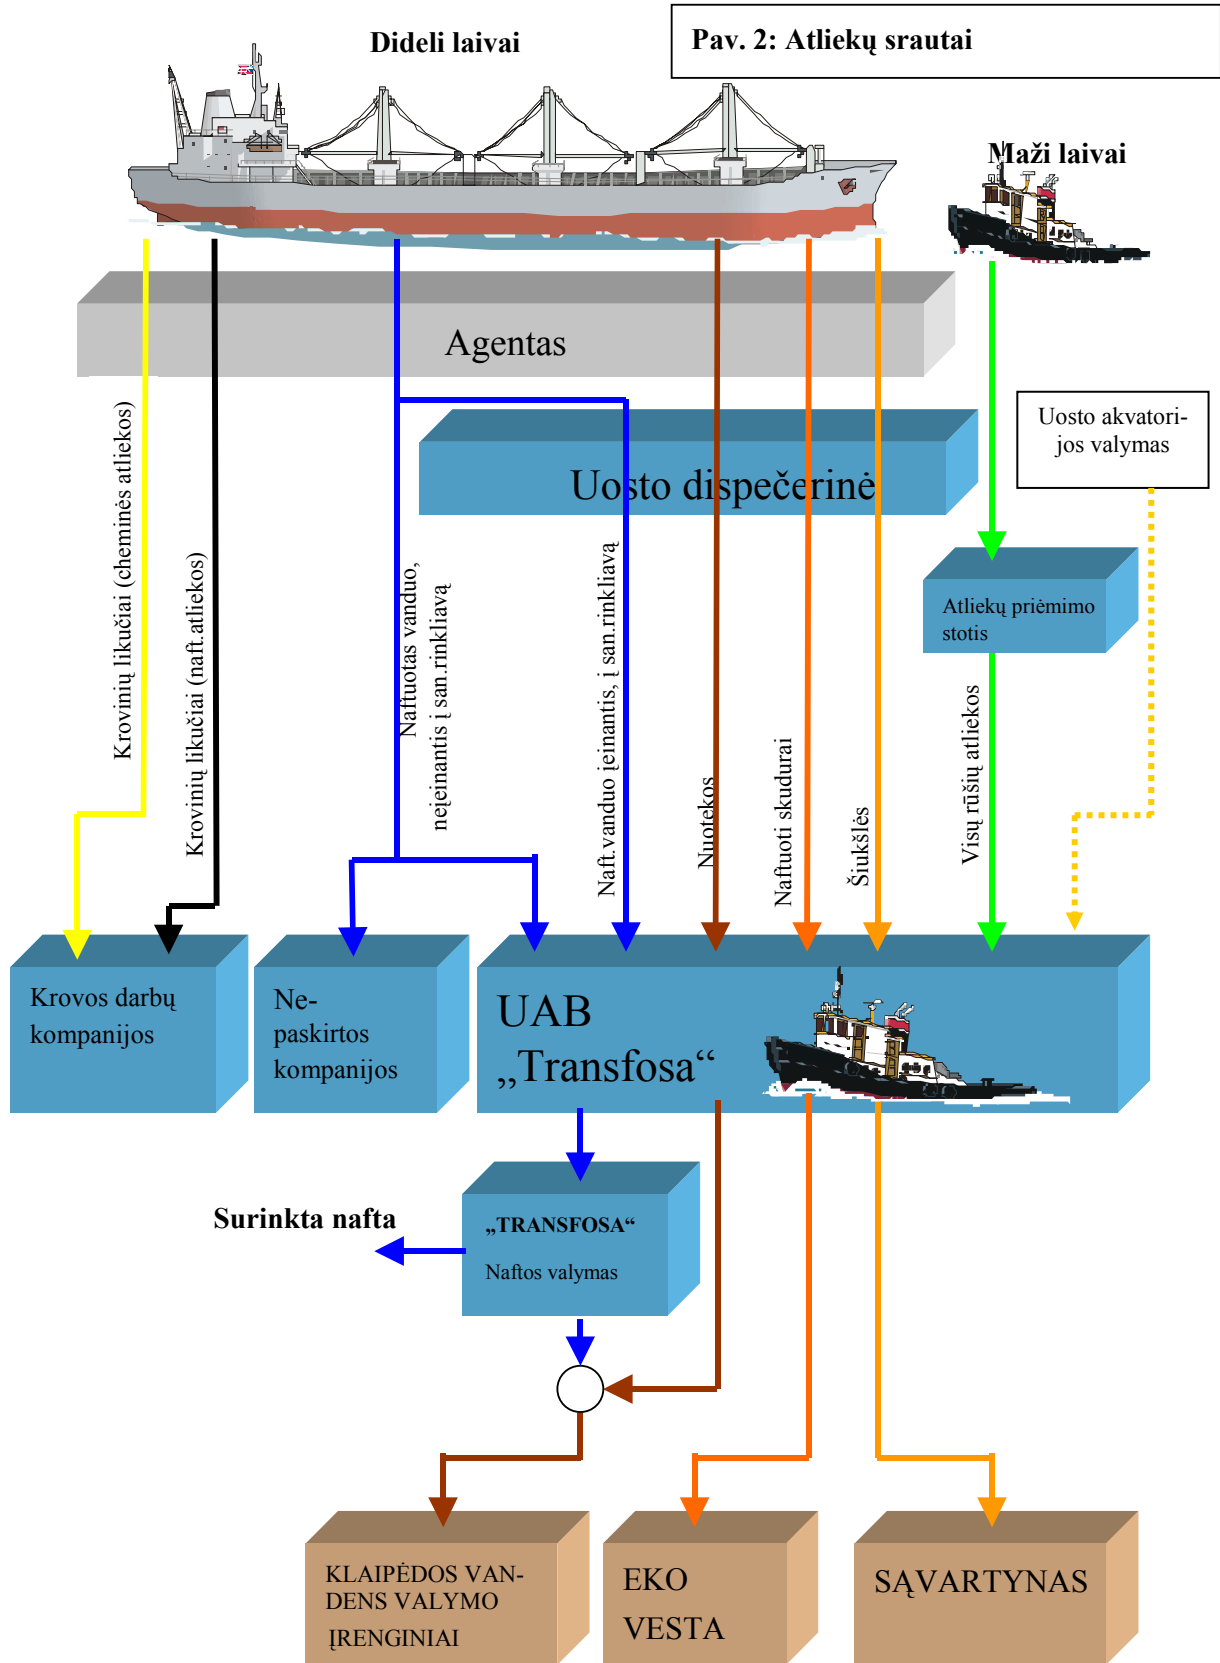 Dideli laivai
Pav. 2: Atliekų srautai
Maži laivai
Agentas
Uosto akvatori-
jos valymas
Uosto dispečerinė
Atliekų priėmimo
stotis
Krovinių likučiai (cheminės atliekos)
Krovinių likučiai (naft.atliekos)
Naftuotas vanduo,
neįeinantis į san.rinkliavą
Naft.vanduo įeinantis, į san.rinkliavą
Nuotekos
Naftuoti skudurai
Šiukšlės
Visų rūšių atliekos
Krovos darbų
kompanijos
Ne-
paskirtos
kompanijos
UAB
„Transfosa“
Surinkta nafta
„TRANSFOSA“
Naftos valymas
KLAIPĖDOS VAN-
DENS VALYMO
ĮRENGINIAI
EKO
VESTA
SĄVARTYNAS